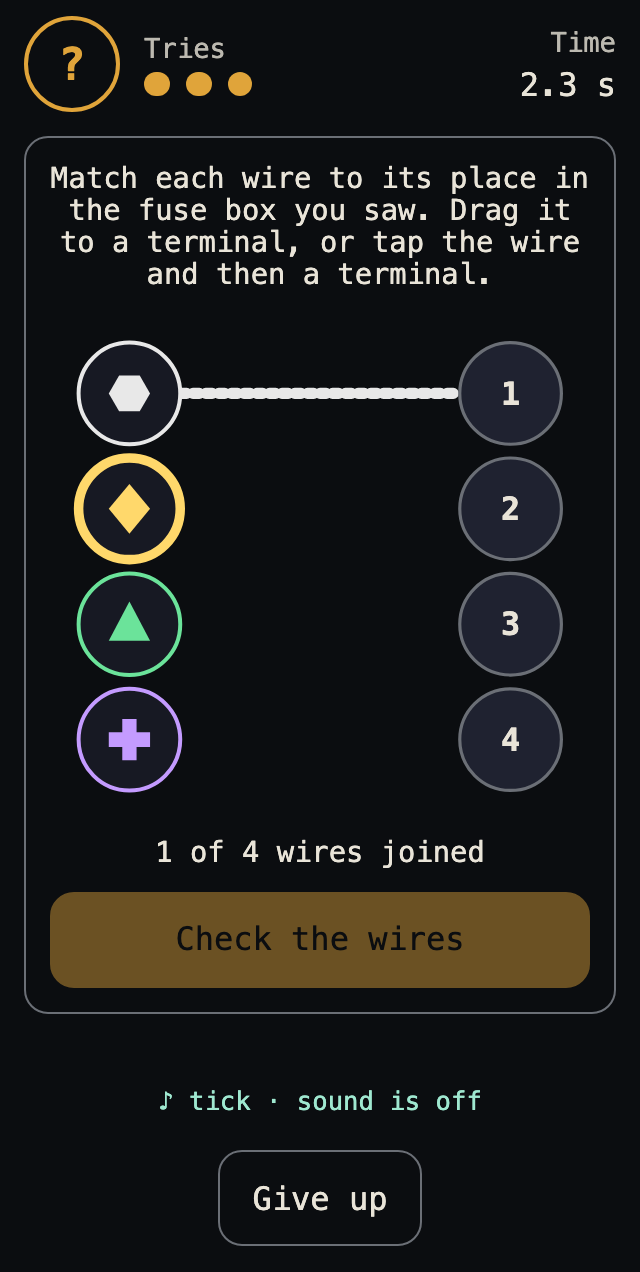 ?
Tries
Time
2.3 s
Match each wire to its place in
the fuse box you saw. Drag it
to a terminal, or tap the wire
and then a terminal.
1
2
3
4
1 of 4 wires joined
Check the wires
♪ tick · sound is off
Give up